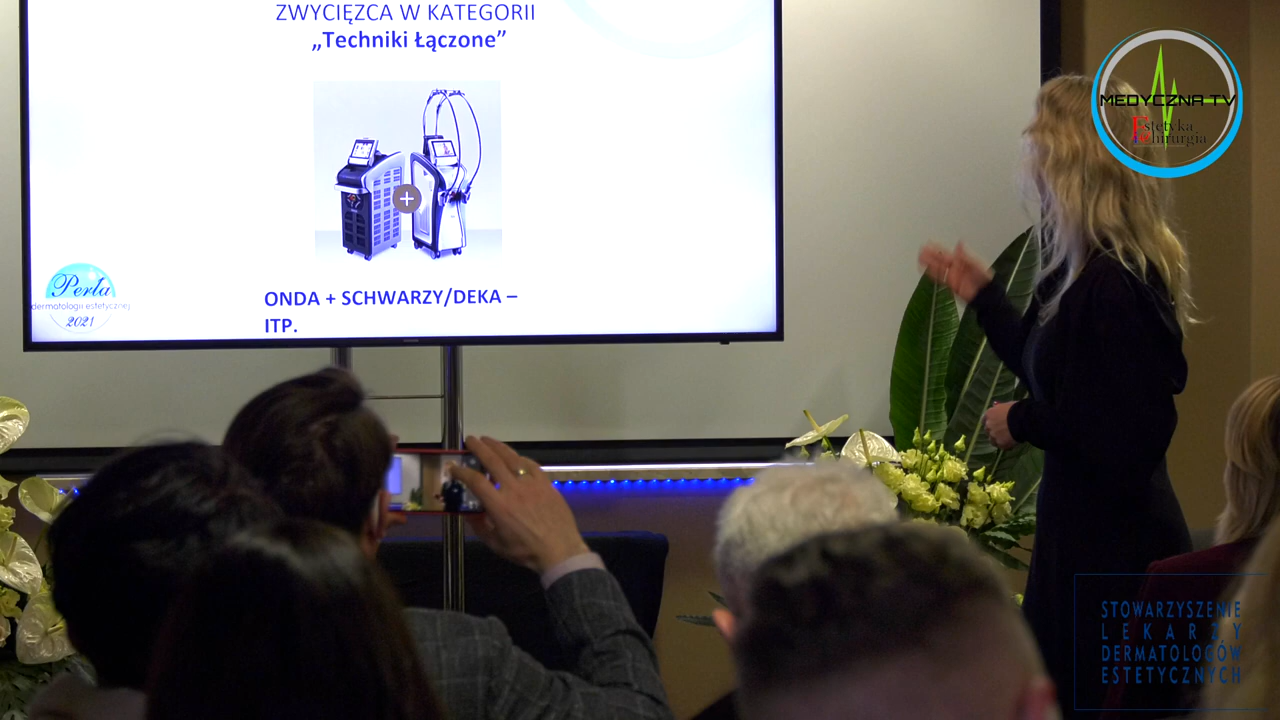 ZWYCIĘZCA W KATEGORII
„Techniki Łączone”
ONDA + SCHWARZY/DEKA –
ITP.
Perła
dermatologii estetycznej
2021
MEDYCZNA TV
Estetyka
Chirurgia
STOWARZYSZENIE
LEKARZY
DERMATOLOGÓW
ESTETYCZNYCH